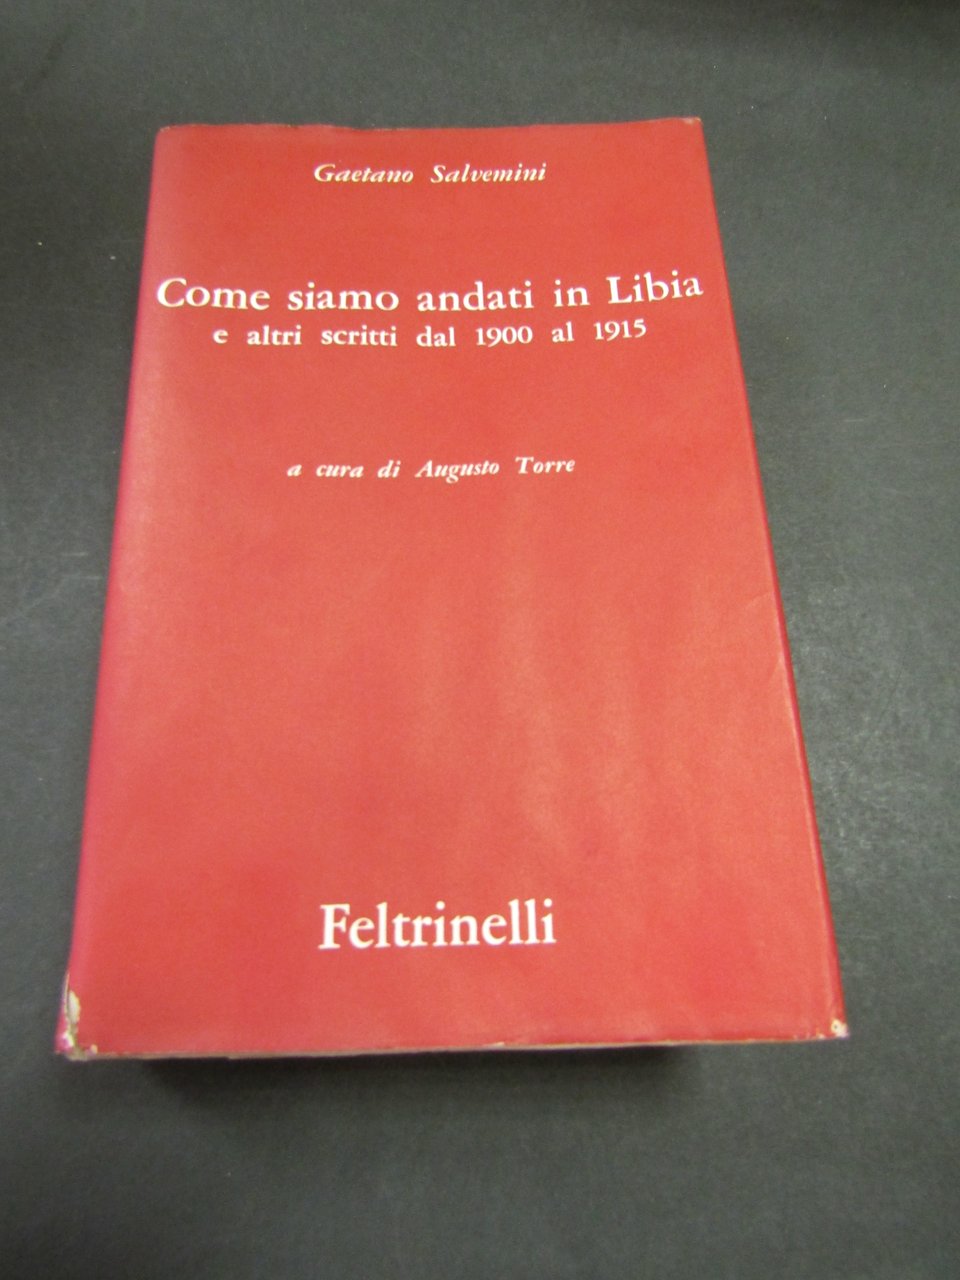 Gaetano Salvemini
Come siamo andati in Libia
e altri scritti dal 1900 al 1915
a cura di Augusto Torre
Feltrinelli